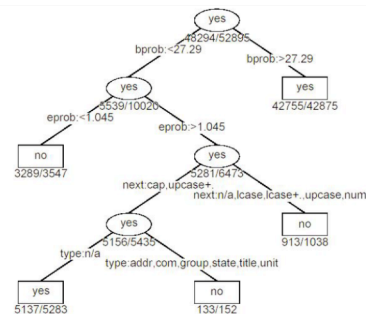 yes
48294/52895
bprob:<27.29
bprob:>27.29
yes
5539/10020
yes
42755/42875
eprob:<1.045
eprob:>1.045
no
3289/3547
yes
5281/6473
next:cap,upcase+.
next:n/a,lcase,lcase+.,upcase,num
yes
5156/5435
no
913/1038
type:n/a
type:addr,com,group,state,title,unit
yes
5137/5283
no
133/152